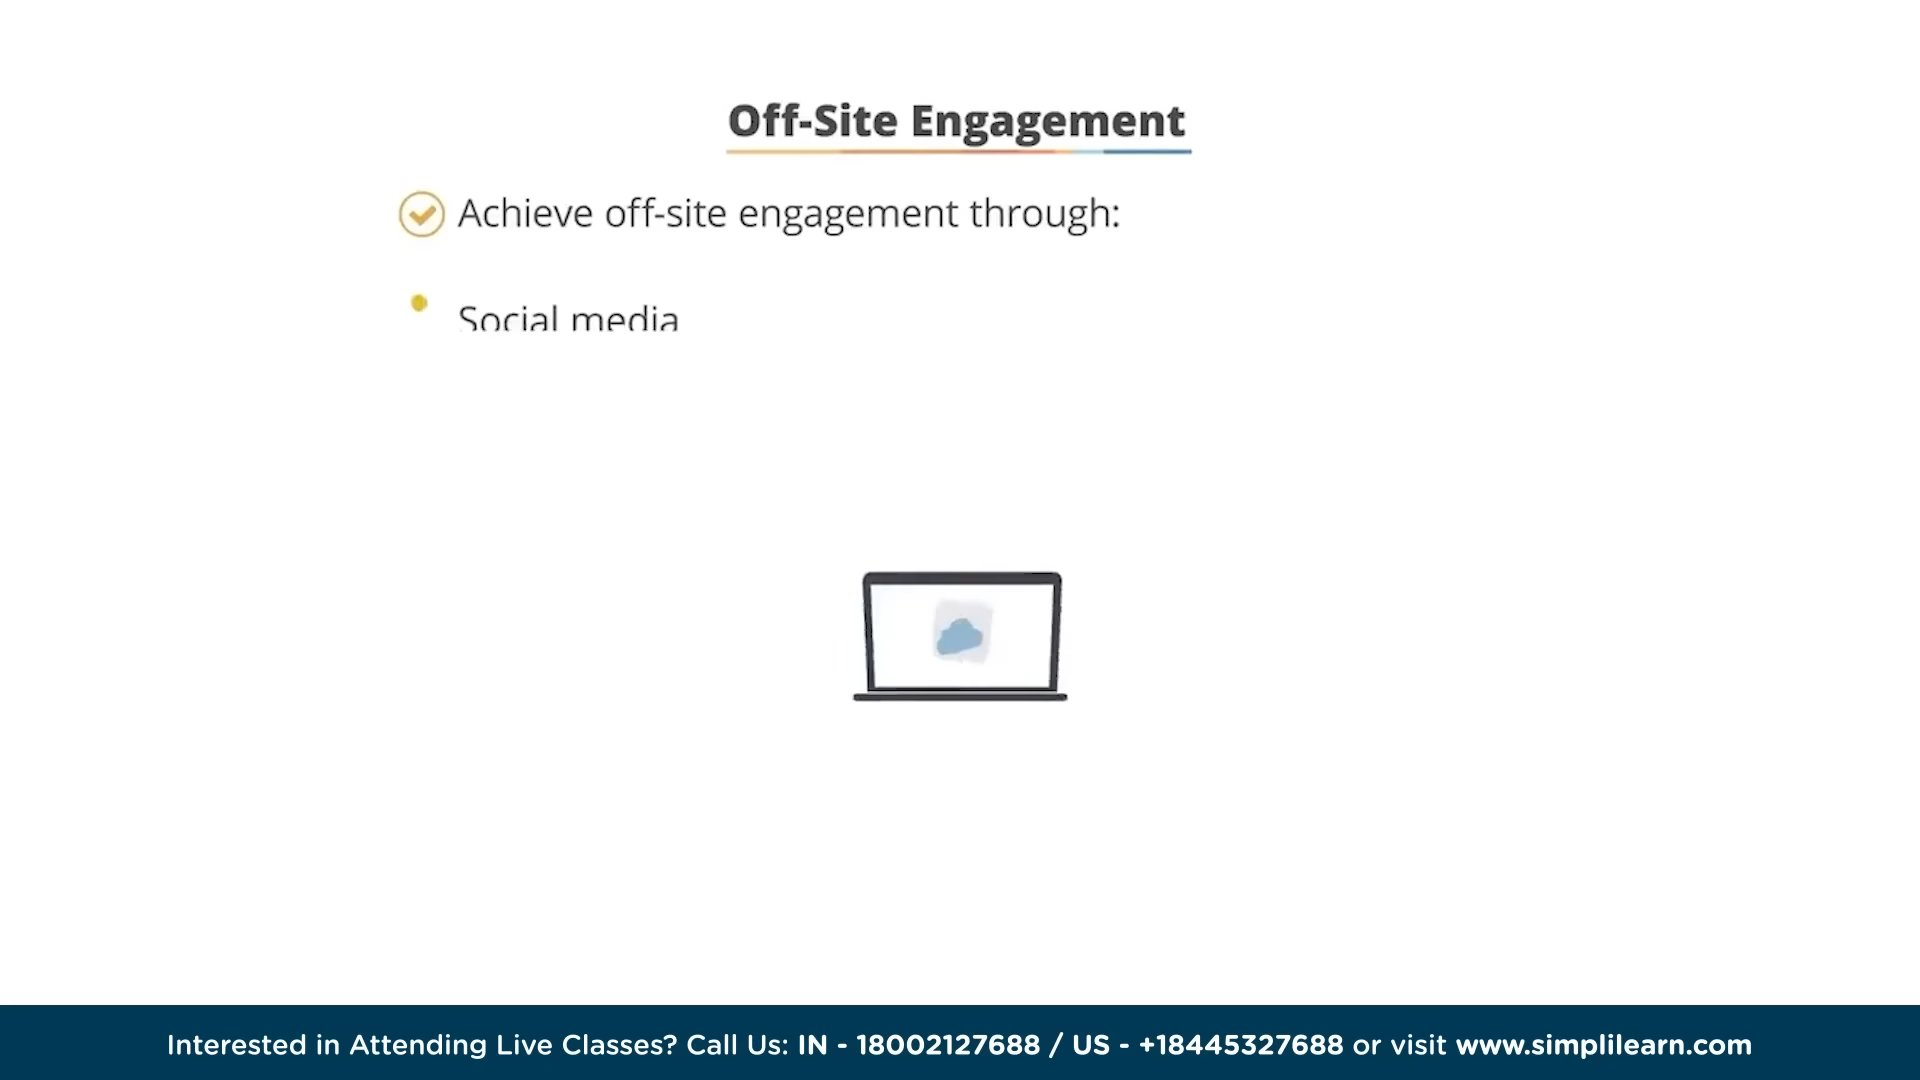 Off-Site Engagement
Achieve off-site engagement through:
Social media
Interested in Attending Live Classes? Call Us: IN - 18002127688 / US - +18445327688 or visit www.simplilearn.com